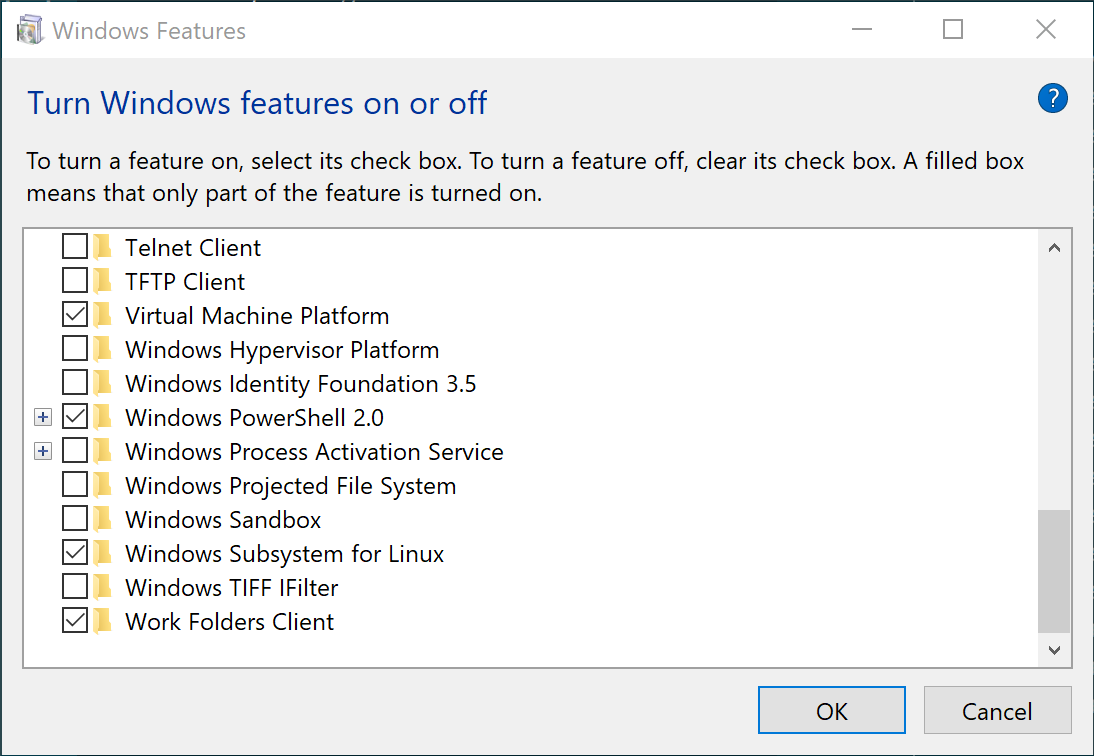 Windows Features
Turn Windows features on or off
?
To turn a feature on, select its check box. To turn a feature off, clear its check box. A filled box
means that only part of the feature is turned on.
Telnet Client
TFTP Client
Virtual Machine Platform
Windows Hypervisor Platform
Windows Identity Foundation 3.5
Windows PowerShell 2.0
Windows Process Activation Service
Windows Projected File System
Windows Sandbox
Windows Subsystem for Linux
Windows TIFF IFilter
Work Folders Client
OK
Cancel